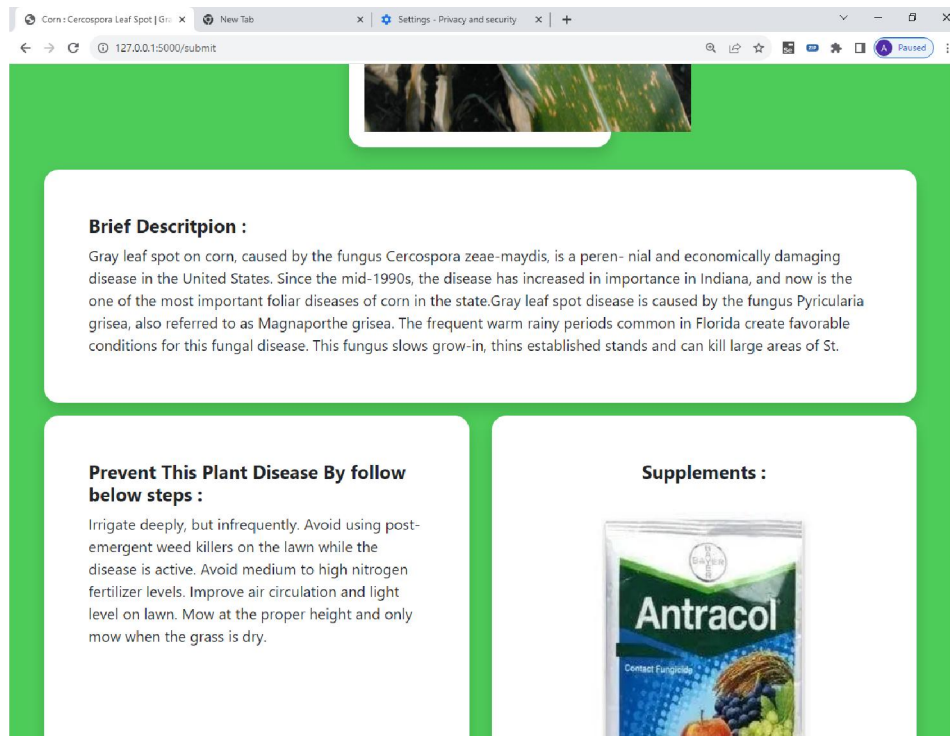 Corn : Cercospora Leaf Spot | Gra
New Tab
Settings - Privacy and security
127.0.0.1:5000/submit
A
Paused
Brief Descritpion :
Gray leaf spot on corn, caused by the fungus Cercospora zeae-maydis, is a peren- nial and economically damaging
disease in the United States. Since the mid-1990s, the disease has increased in importance in Indiana, and now is the
one of the most important foliar diseases of corn in the state.Gray leaf spot disease is caused by the fungus Pyricularia
grisea, also referred to as Magnaporthe grisea. The frequent warm rainy periods common in Florida create favorable
conditions for this fungal disease. This fungus slows grow-in, thins established stands and can kill large areas of St.
Prevent This Plant Disease By follow
below steps :
Irrigate deeply, but infrequently. Avoid using post-
emergent weed killers on the lawn while the
disease is active. Avoid medium to high nitrogen
fertilizer levels. Improve air circulation and light
level on lawn. Mow at the proper height and only
mow when the grass is dry.
Supplements :
BAYER
Antracol
Contact Fungicide